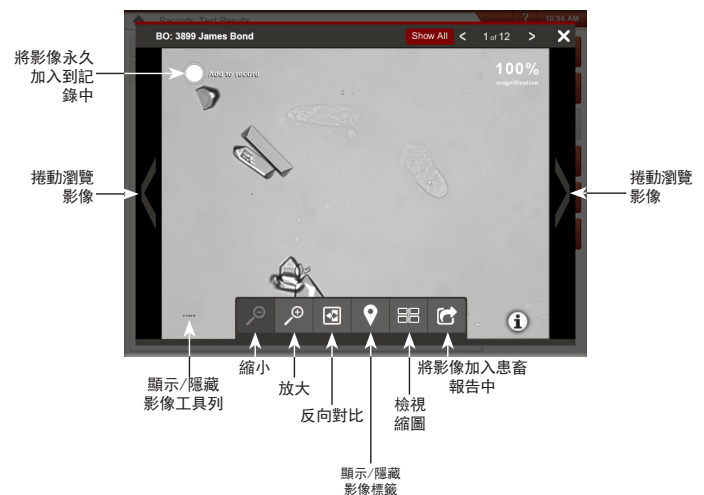 Records: Test Results
?
10:56 AM
BO: 3899 James Bond
Show All
<
1 of 12
>
X
將影像永久
加入到記
錄中
Add to record
100%
magnification
捲動瀏覽
影像
捲動瀏覽
影像
i
顯示/隱藏
影像工具列
縮小
放大
反向對比
顯示/隱藏
影像標籤
檢視
縮圖
將影像加入患畜
報告中